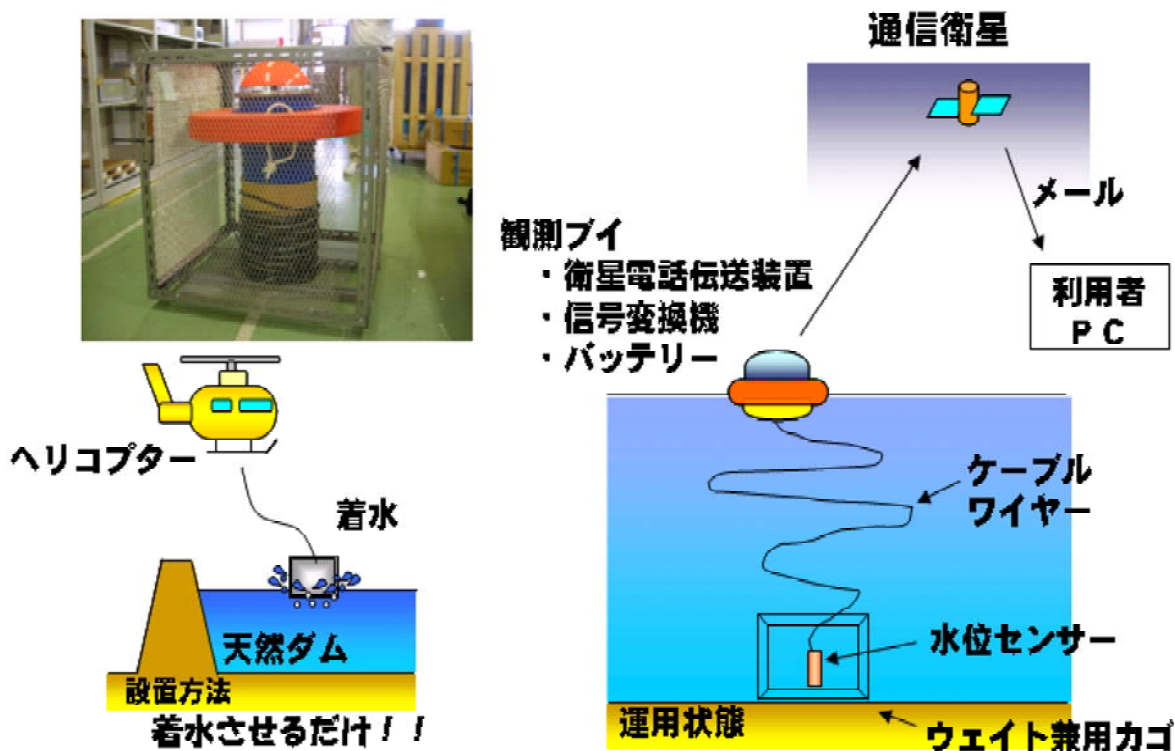 通信衛星
メール
観測ブイ
・衛星電話伝送装置
・信号変換機
・バッテリー
利用者
ＰＣ
ヘリコプター
着水
天然ダム
設置方法
着水させるだけ！！
ケーブル
ワイヤー
水位センサー
運用状態
ウェイト兼用カゴ